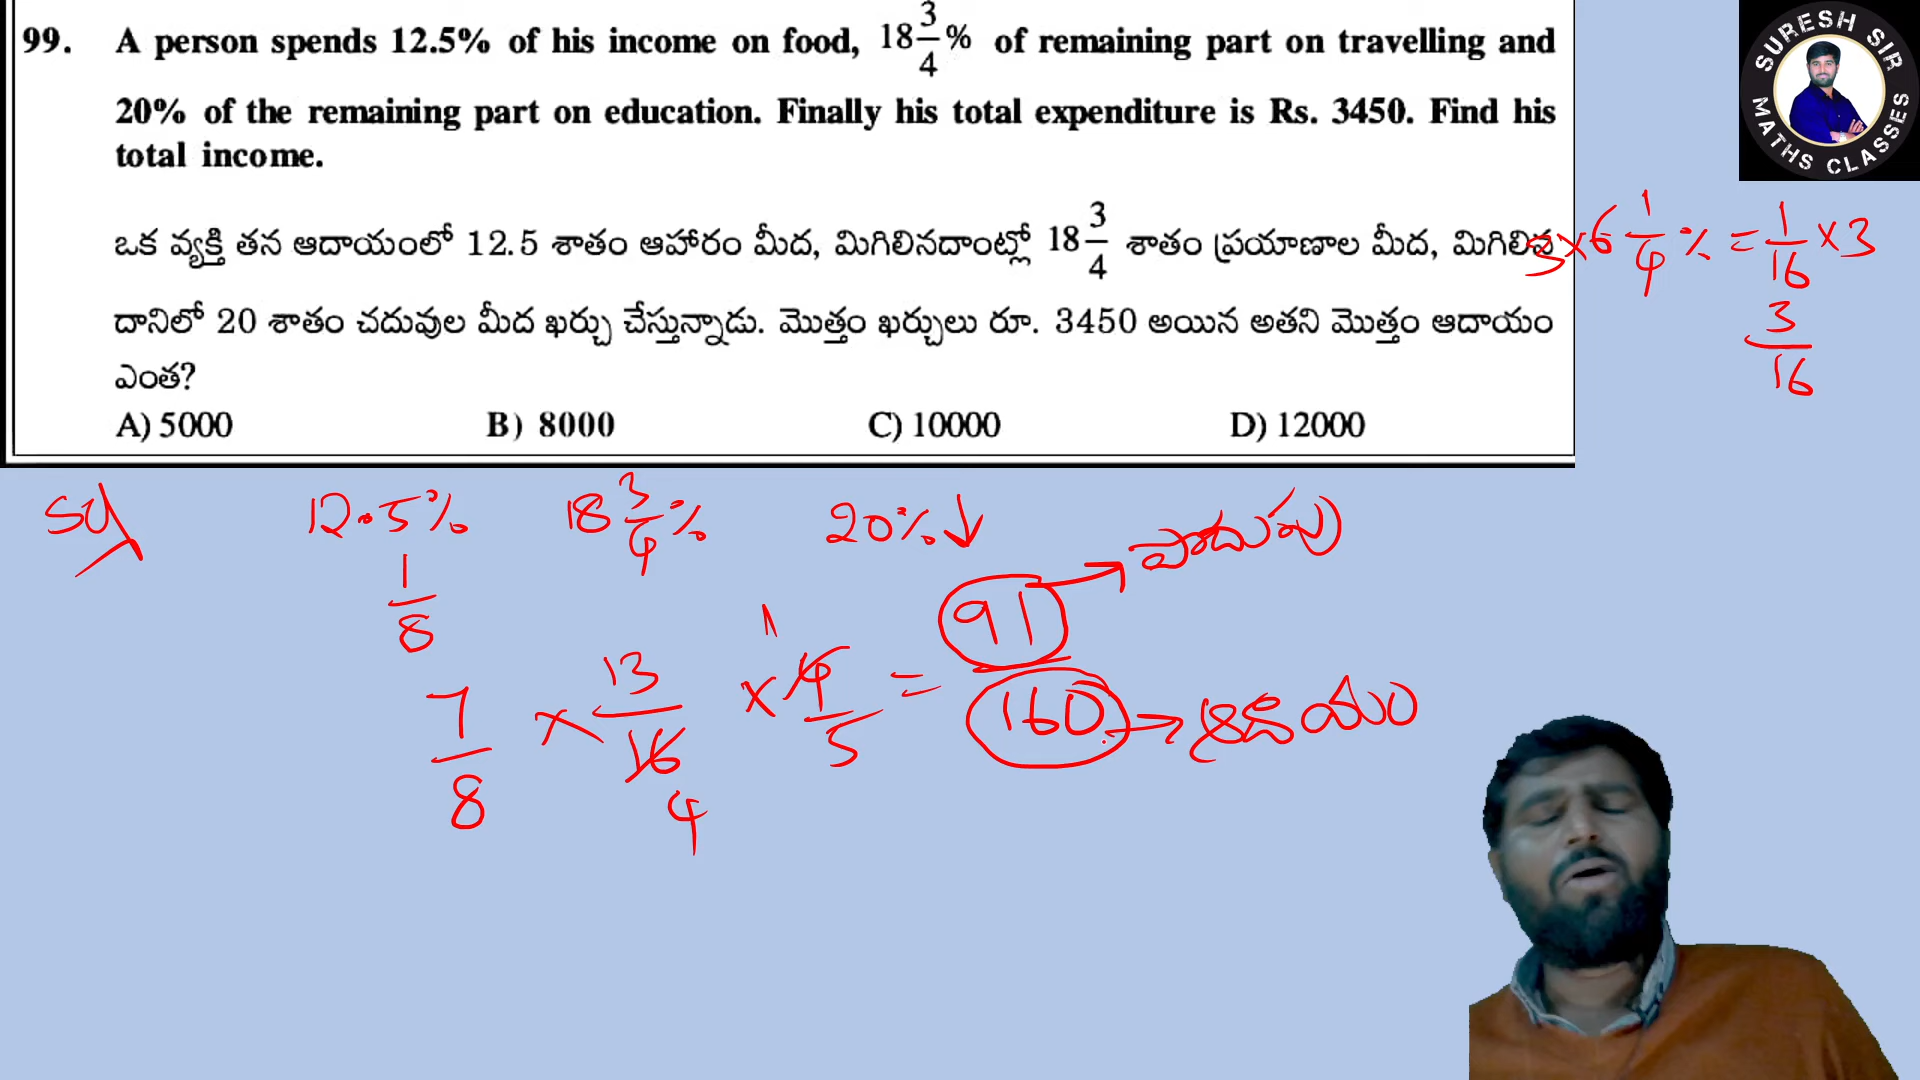 99. A person spends 12.5% of his income on food, 18 3/4 % of remaining part on travelling and
20% of the remaining part on education. Finally his total expenditure is Rs. 3450. Find his
total income.
ఒక వ్యక్తి తన ఆదాయంలో 12.5 శాతం ఆహారం మీద, మిగిలినదాంట్లో 18 3/4 శాతం ప్రయాణాల మీద, మిగిలిన
దానిలో 20 శాతం చదువుల మీద ఖర్చు చేస్తున్నాడు. మొత్తం ఖర్చులు రూ. 3450 అయిన అతని మొత్తం ఆదాయం
ఎంత?
A) 5000 B) 8000 C) 10000 D) 12000
SURESH SIR
MATHS CLASSES
3 × 6 1/4 % = 1/16 × 3
3/16
12.5% 18 3/4 % 20% ↓
1/8
7/8 × 13/16 × 4/5 = 91/160
1
4
పొదుపు
ఆదాయం